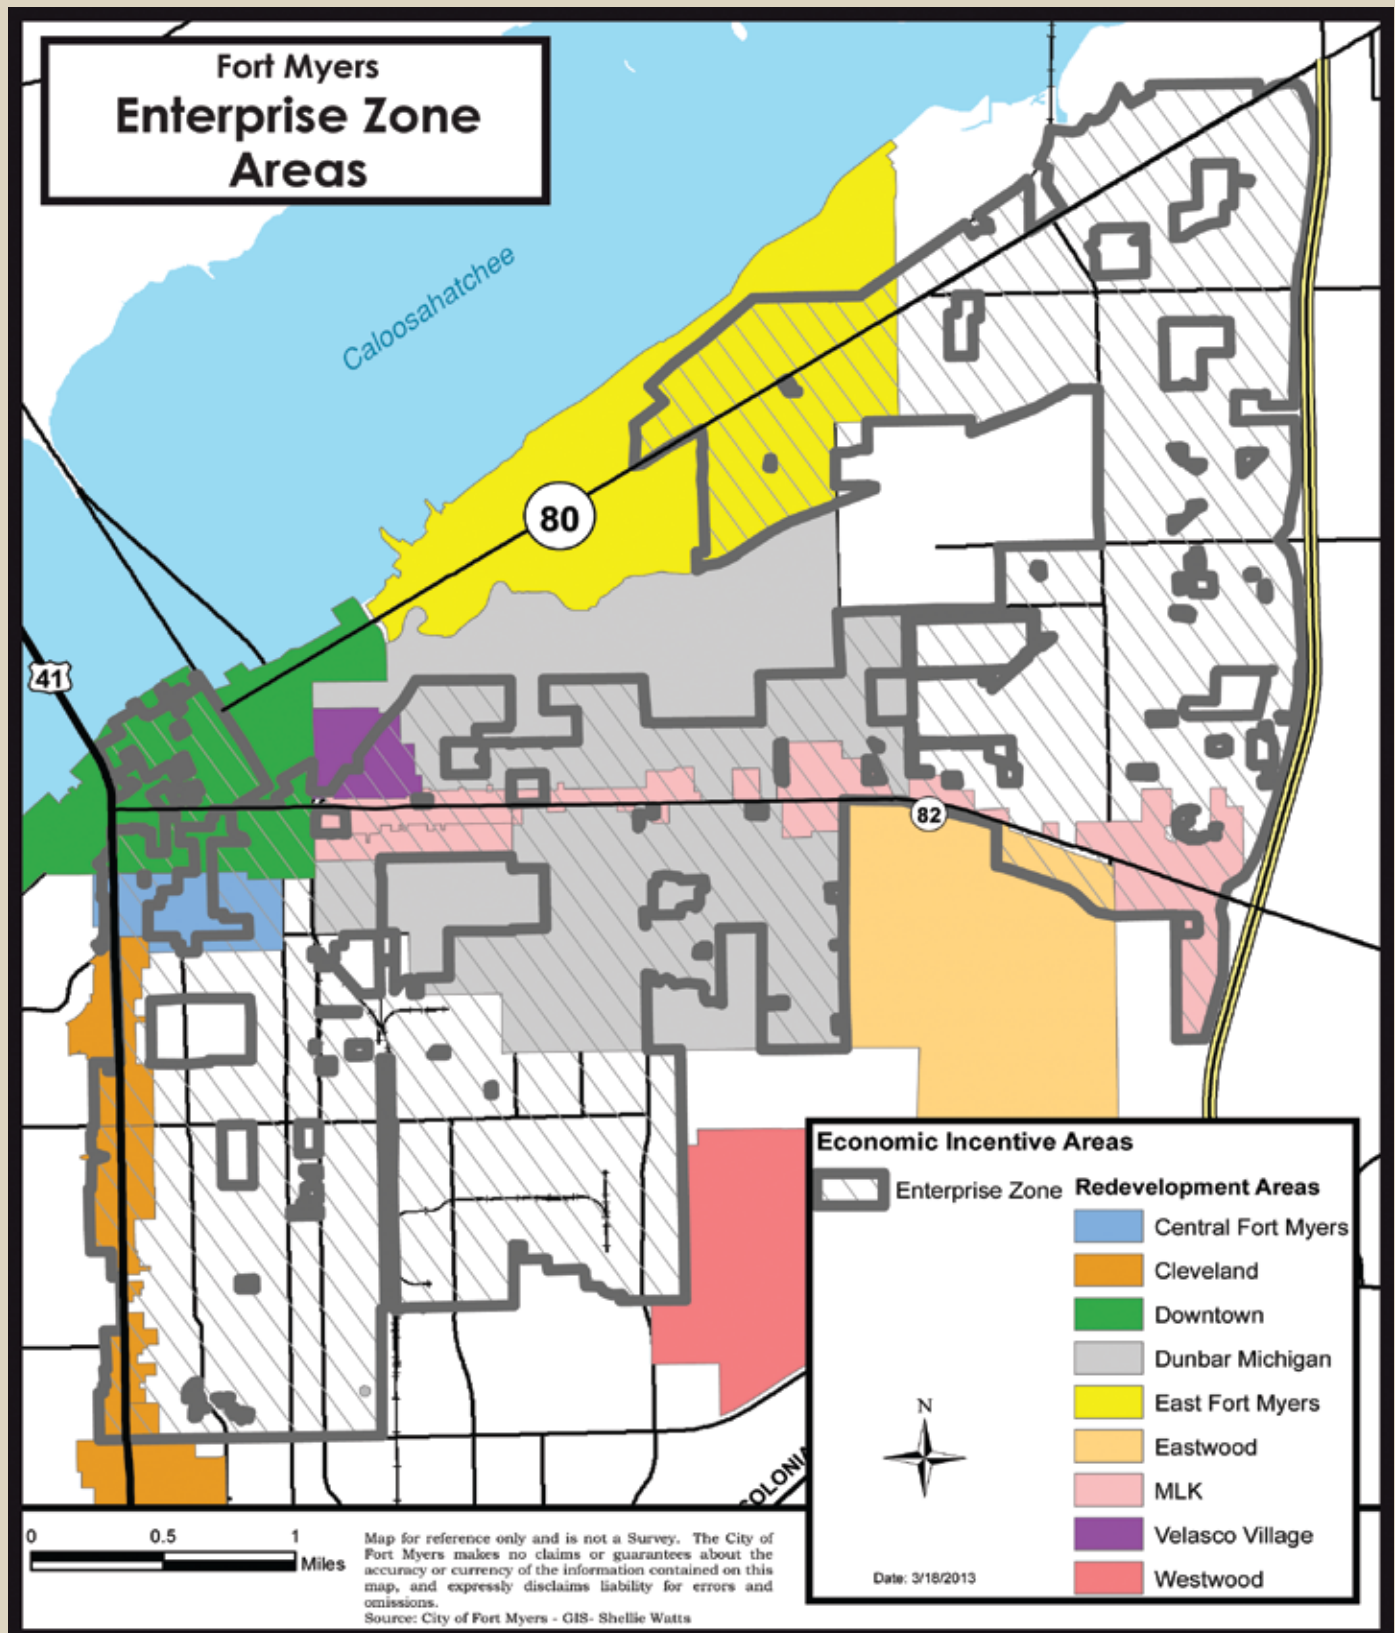 Fort Myers
Enterprise Zone
Areas
Caloosahatchee
80
41
82
Economic Incentive Areas
Enterprise Zone
Redevelopment Areas
Central Fort Myers
Cleveland
Downtown
Dunbar Michigan
East Fort Myers
Eastwood
MLK
Velasco Village
Westwood
N
Date: 3/18/2013
COLONIA
0 0.5 1
Miles
Map for reference only and is not a Survey. The City of
Fort Myers makes no claims or guarantees about the
accuracy or currency of the information contained on this
map, and expressly disclaims liability for errors and
omissions.
Source: City of Fort Myers - GIS- Shellie Watts